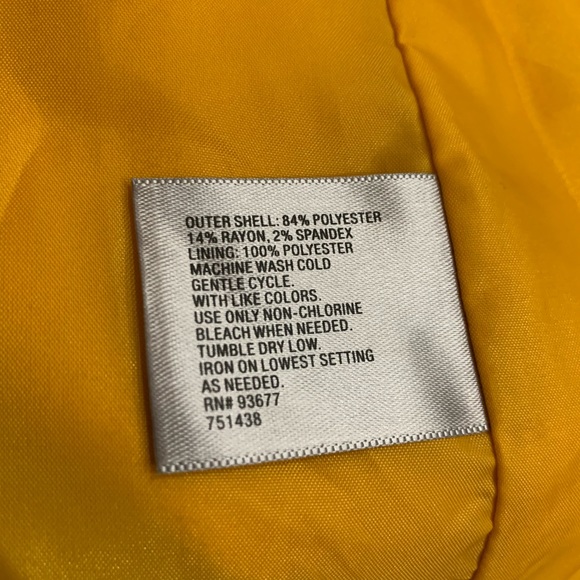 OUTER SHELL: 84% POLYESTER
14% RAYON, 2% SPANDEX
LINING: 100% POLYESTER
MACHINE WASH COLD
GENTLE CYCLE.
WITH LIKE COLORS.
USE ONLY NON-CHLORINE
BLEACH WHEN NEEDED.
TUMBLE DRY LOW.
IRON ON LOWEST SETTING
AS NEEDED.
RN# 93677
751438